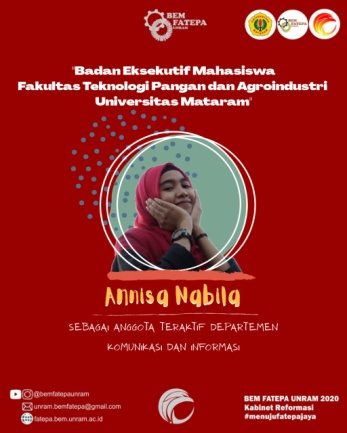 BEM
FATEPA
UNRAM
"Badan Eksekutif Mahasiswa
Fakultas Teknologi Pangan dan Agroindustri
Universitas Mataram"
Annisa Nabila
SEBAGAI ANGGOTA TERAKTIF DEPARTEMEN
KOMUNIKASI DAN INFORMASI
@bemfatepaunram
unram.bemfatepa@gmail.com
fatepa.bem.unram.ac.id
BEM FATEPA UNRAM 2020
Kabinet Reformasi
#menujufatepajaya